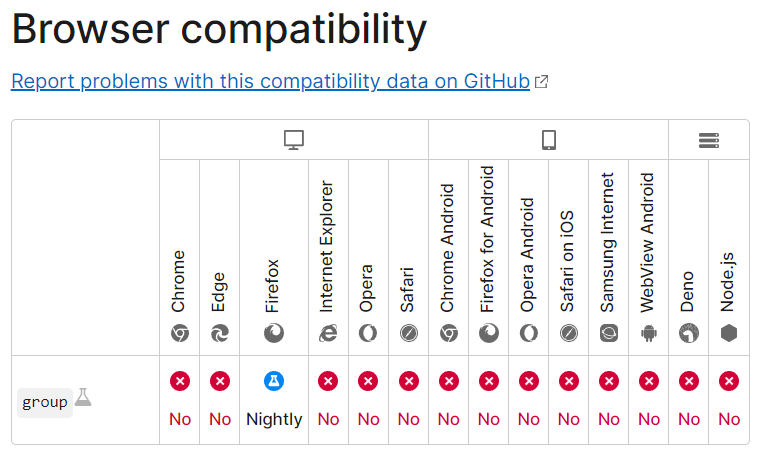 Browser compatibility
Report problems with this compatibility data on GitHub
Chrome
Edge
Firefox
Internet Explorer
Opera
Safari
Chrome Android
Firefox for Android
Opera Android
Safari on iOS
Samsung Internet
WebView Android
Deno
Node.js
group
No No Nightly No No No No No No No No No No No